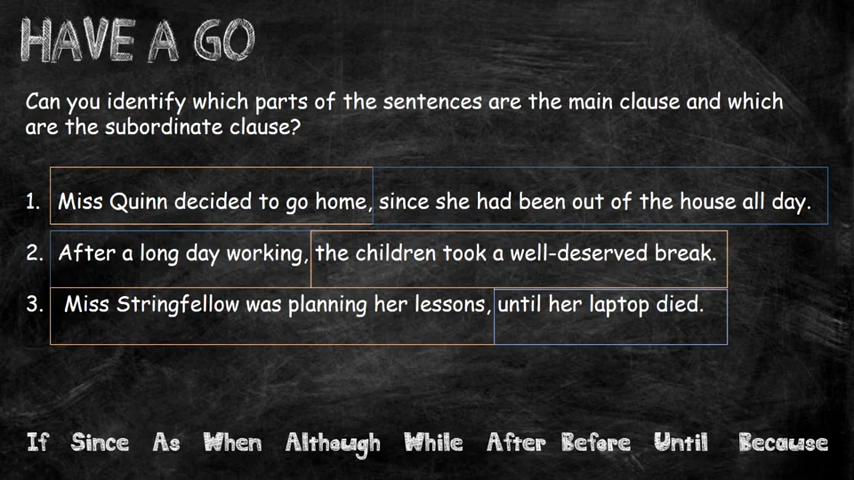 HAVE A GO
Can you identify which parts of the sentences are the main clause and which
are the subordinate clause?
1. Miss Quinn decided to go home, since she had been out of the house all day.
2. After a long day working, the children took a well-deserved break.
3. Miss Stringfellow was planning her lessons, until her laptop died.
If Since As When Although While After Before Until Because